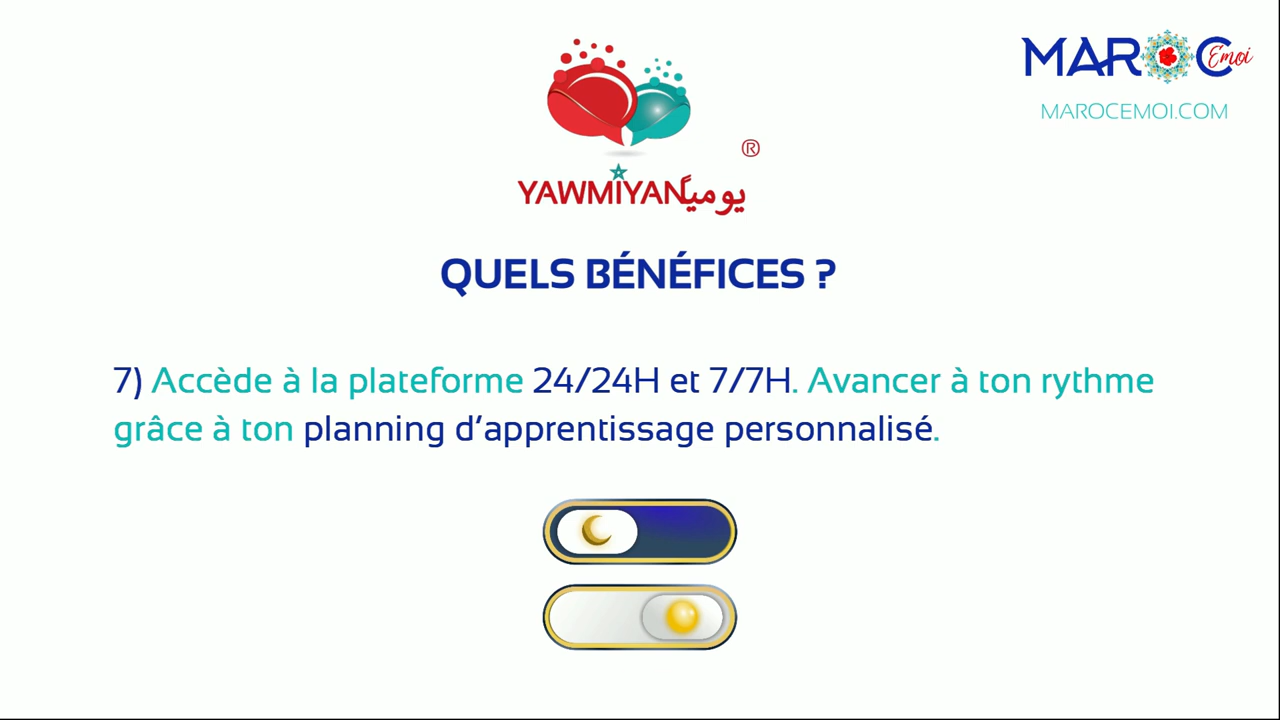 MAROC Emoi
MAROCEMOI.COM
®
YAWMIYAN يوميا
QUELS BÉNÉFICES ?
7) Accède à la plateforme 24/24H et 7/7H. Avancer à ton rythme
grâce à ton planning d’apprentissage personnalisé.